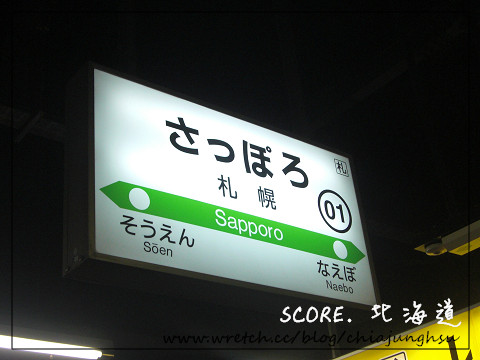 さっぽろ
札
札幌
01
Sapporo
そうえん
Sōen
なえぼ
Naebo
SCORE. 北海道
www.wretch.cc/blog/chiajunghsu